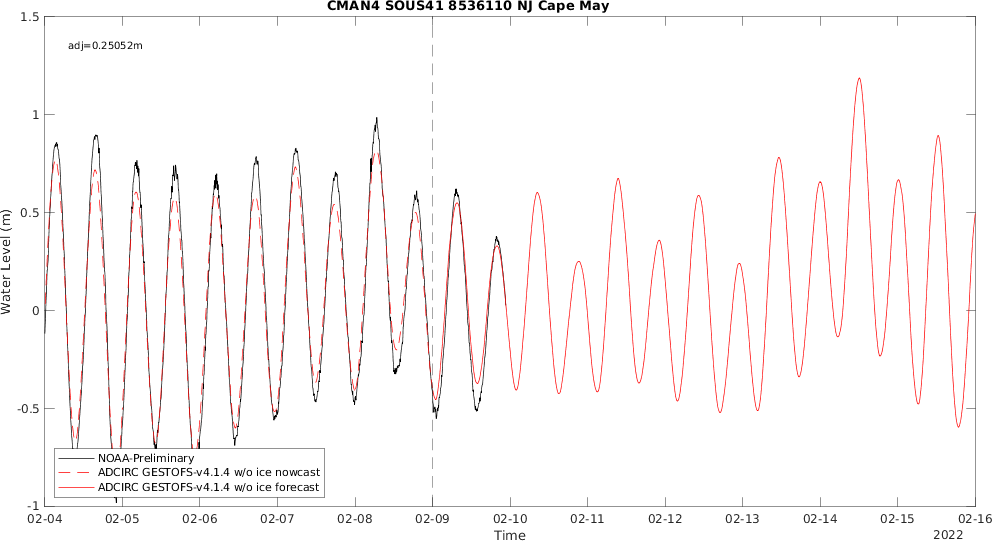 CMAN4 SOUS41 8536110 NJ Cape May
adj=0.25052m
Water Level (m)
1.5
1
0.5
0
-0.5
-1
NOAA-Preliminary
ADCIRC GESTOFS-v4.1.4 w/o ice nowcast
ADCIRC GESTOFS-v4.1.4 w/o ice forecast
02-04 02-05 02-06 02-07 02-08 02-09 02-10 02-11 02-12 02-13 02-14 02-15 02-16
Time
2022